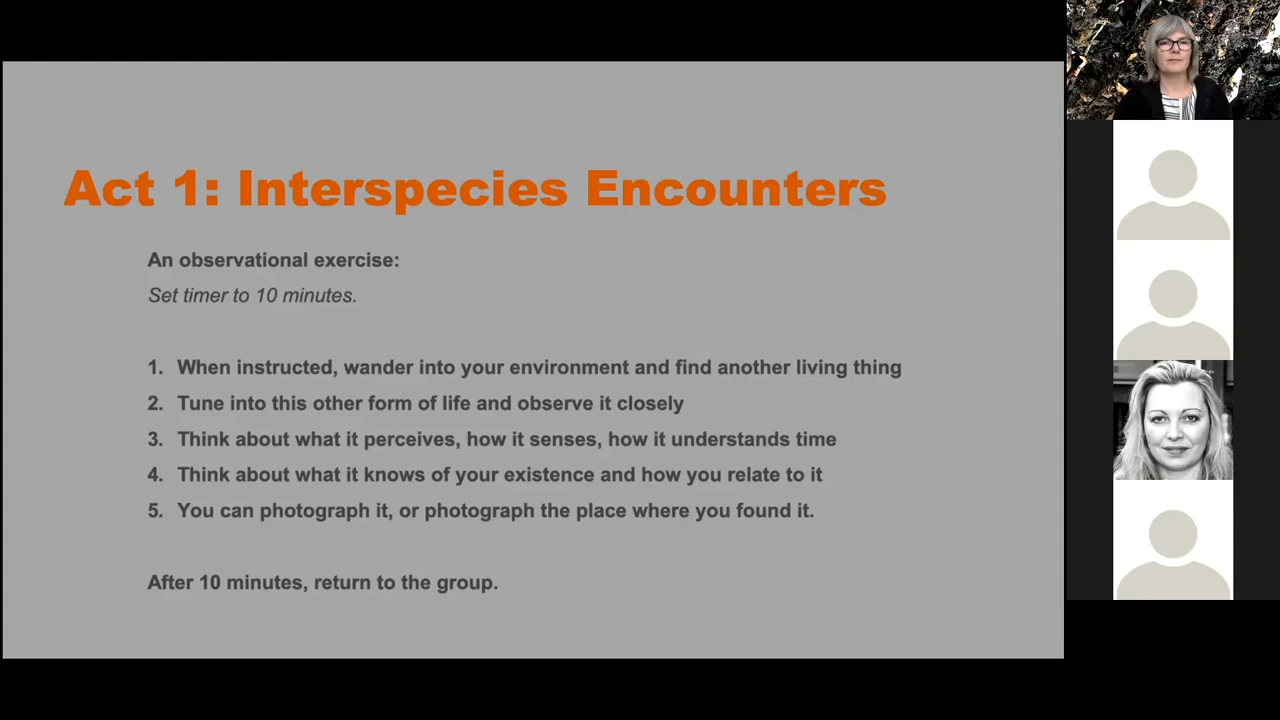 Act 1: Interspecies Encounters
An observational exercise:
Set timer to 10 minutes.
1. When instructed, wander into your environment and find another living thing
2. Tune into this other form of life and observe it closely
3. Think about what it perceives, how it senses, how it understands time
4. Think about what it knows of your existence and how you relate to it
5. You can photograph it, or photograph the place where you found it.
After 10 minutes, return to the group.